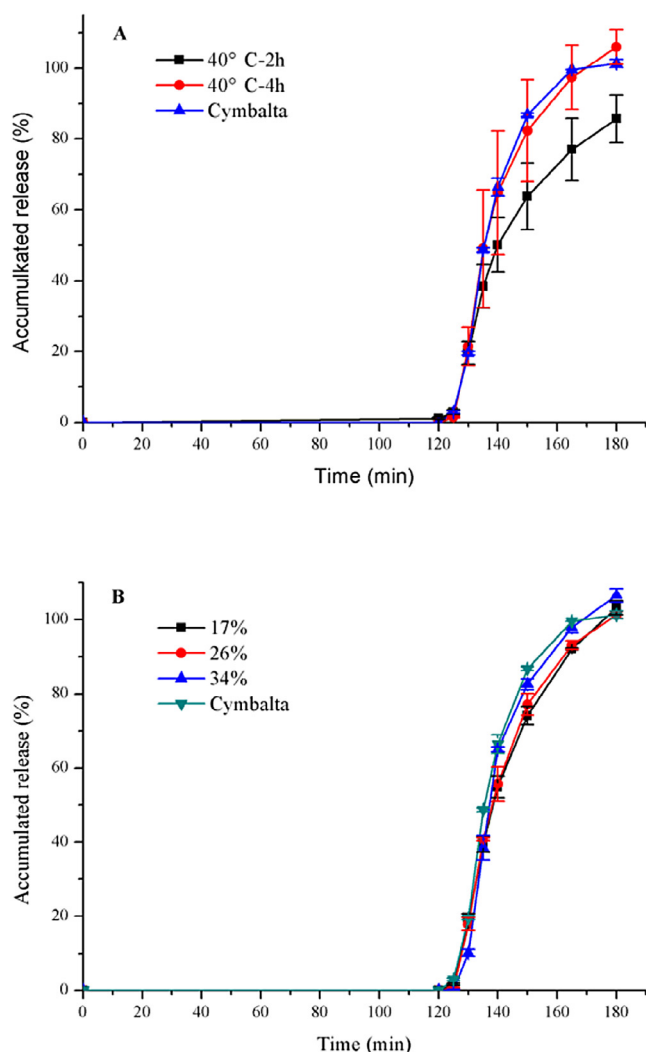 A
40° C-2h
40° C-4h
Cymbalta
Accumulkated release (%)
100
80
60
40
20
0
0 20 40 60 80 100 120 140 160 180
Time (min)
B
17%
26%
34%
Cymbalta
Accumulated release (%)
100
80
60
40
20
0
0 20 40 60 80 100 120 140 160 180
Time (min)